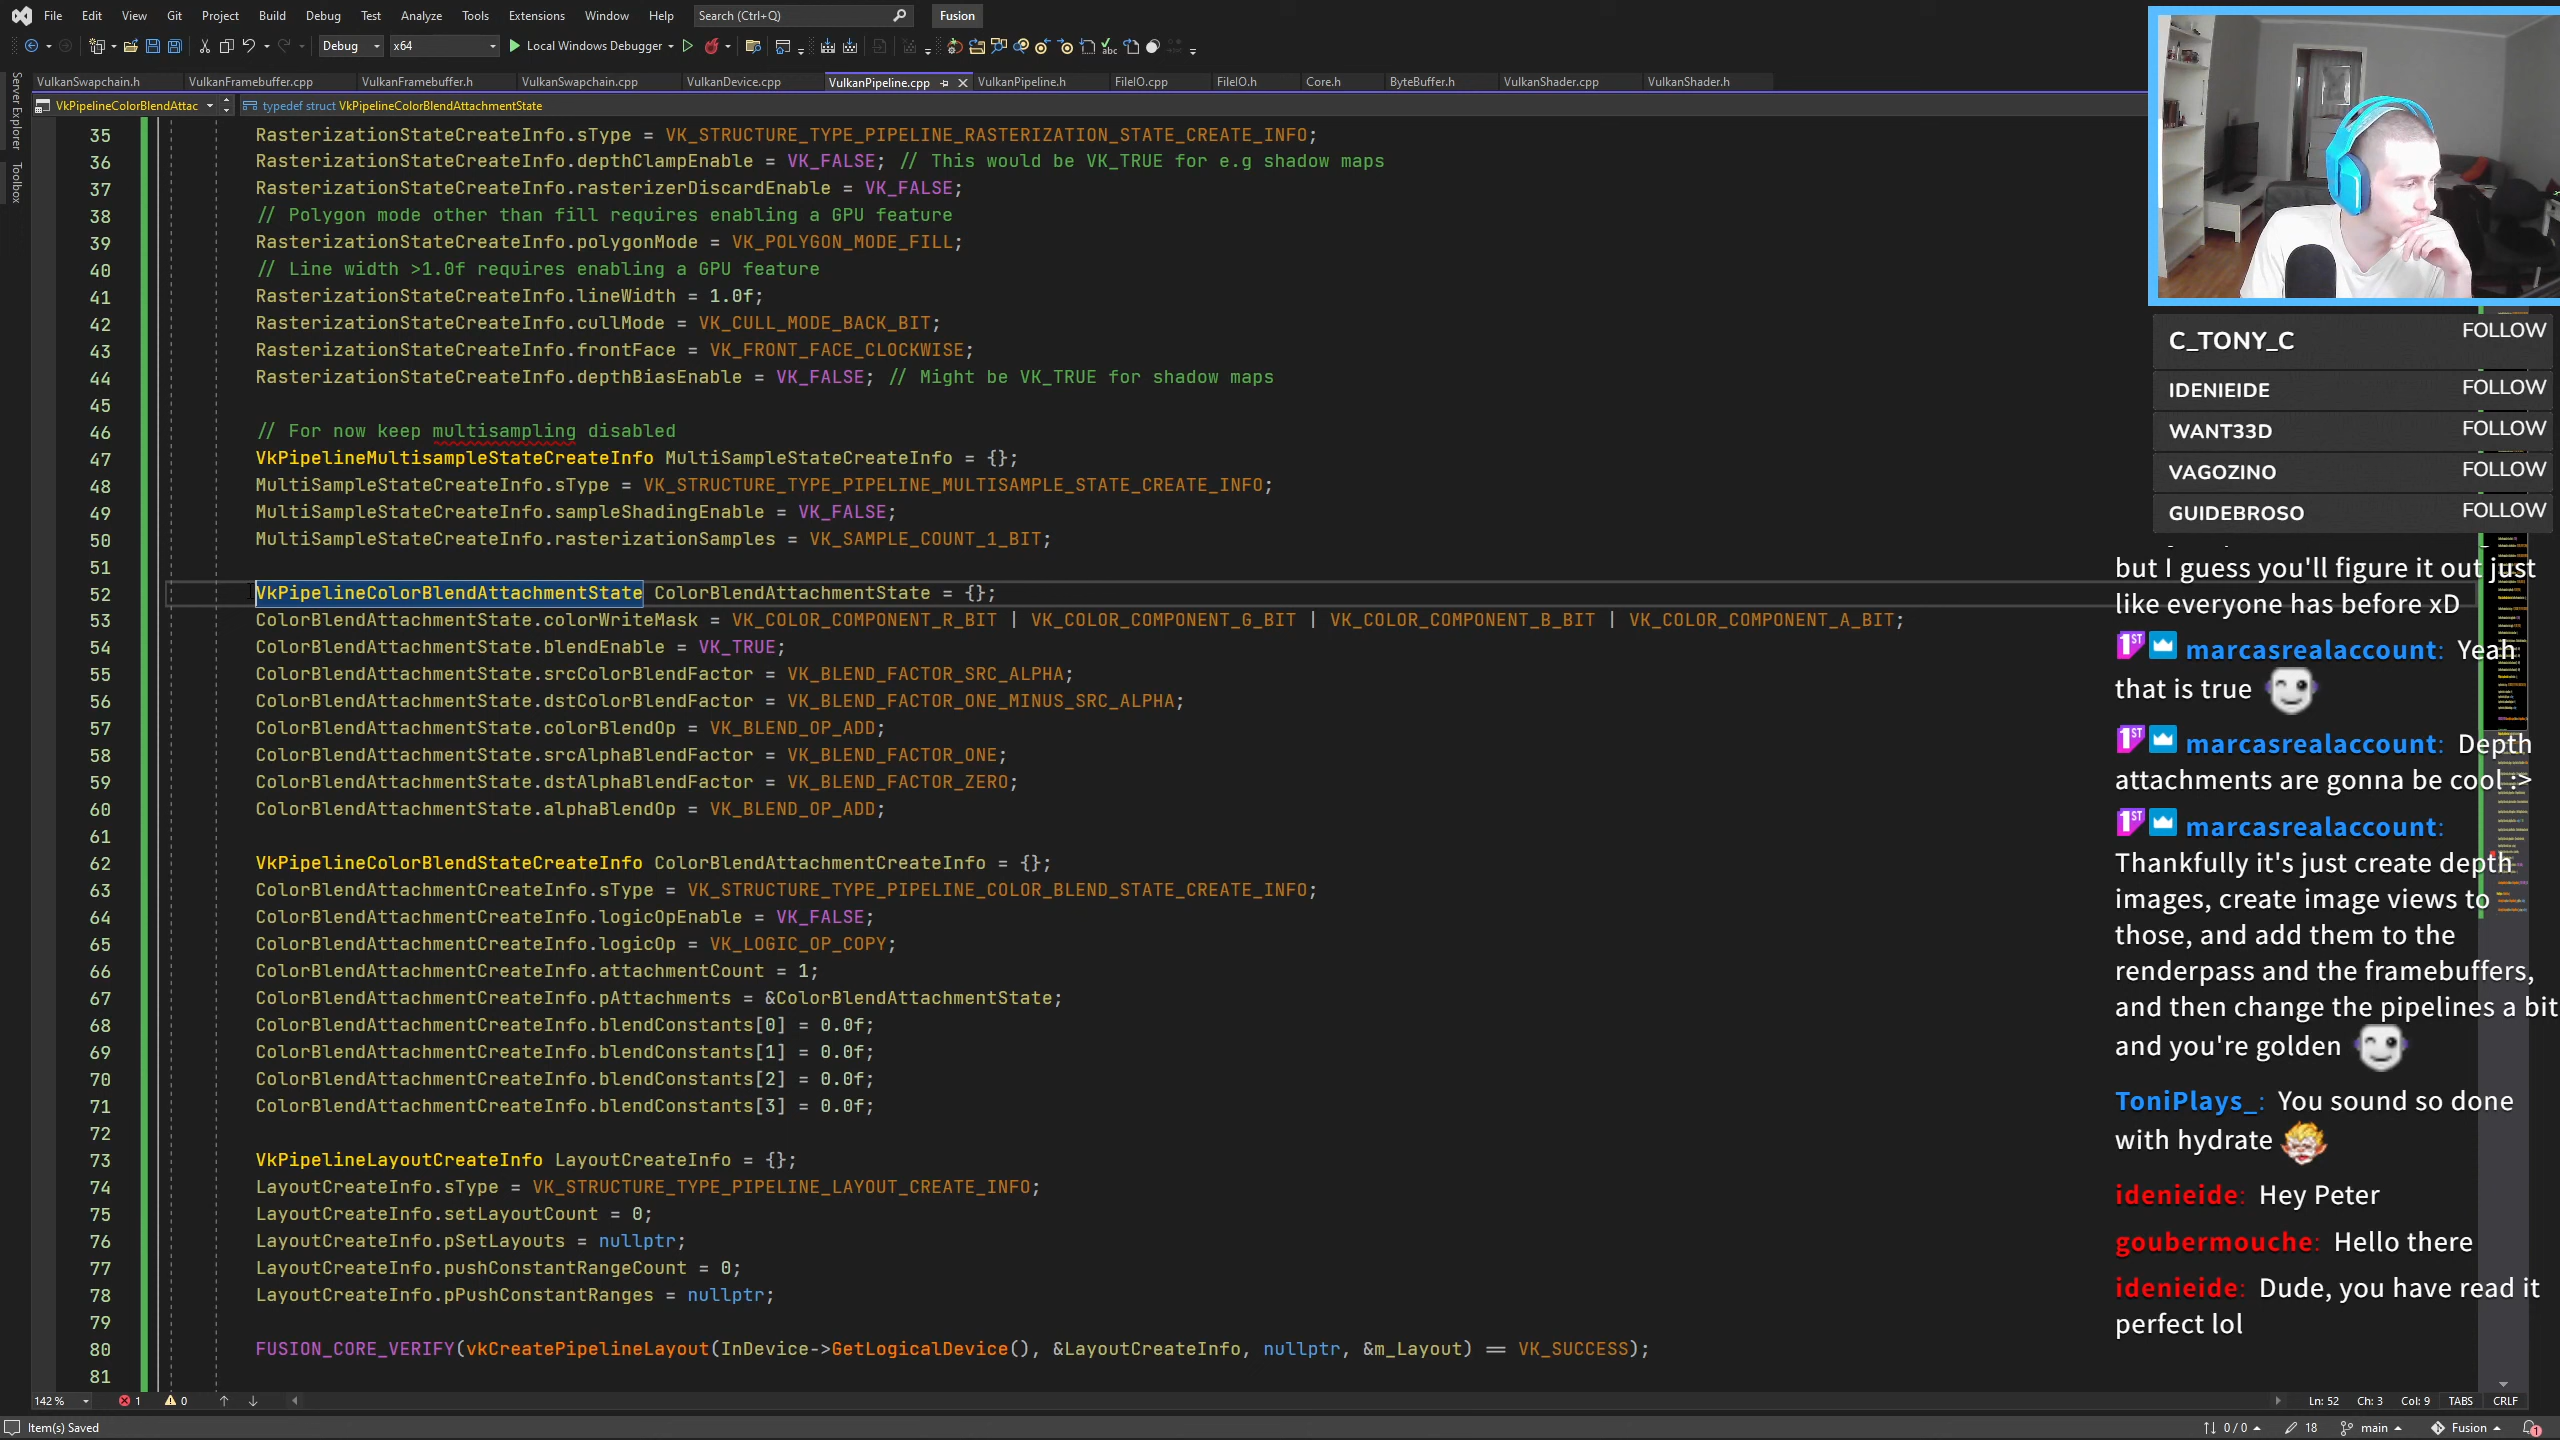 File Edit View Git Project Build Debug Test Analyze Tools Extensions Window Help Search (Ctrl+Q) Fusion
Debug x64 Local Windows Debugger
VulkanSwapchain.h VulkanFramebuffer.cpp VulkanFramebuffer.h VulkanSwapchain.cpp VulkanDevice.cpp VulkanPipeline.cpp VulkanPipeline.h FileIO.cpp FileIO.h Core.h ByteBuffer.h VulkanShader.cpp VulkanShader.h
VkPipelineColorBlendAttac typedef struct VkPipelineColorBlendAttachmentState
Server Explorer
Toolbox
35 RasterizationStateCreateInfo.sType = VK_STRUCTURE_TYPE_PIPELINE_RASTERIZATION_STATE_CREATE_INFO;
36 RasterizationStateCreateInfo.depthClampEnable = VK_FALSE; // This would be VK_TRUE for e.g shadow maps
37 RasterizationStateCreateInfo.rasterizerDiscardEnable = VK_FALSE;
38 // Polygon mode other than fill requires enabling a GPU feature
39 RasterizationStateCreateInfo.polygonMode = VK_POLYGON_MODE_FILL;
40 // Line width >1.0f requires enabling a GPU feature
41 RasterizationStateCreateInfo.lineWidth = 1.0f;
42 RasterizationStateCreateInfo.cullMode = VK_CULL_MODE_BACK_BIT;
43 RasterizationStateCreateInfo.frontFace = VK_FRONT_FACE_CLOCKWISE;
44 RasterizationStateCreateInfo.depthBiasEnable = VK_FALSE; // Might be VK_TRUE for shadow maps
45
46 // For now keep multisampling disabled
47 VkPipelineMultisampleStateCreateInfo MultiSampleStateCreateInfo = {};
48 MultiSampleStateCreateInfo.sType = VK_STRUCTURE_TYPE_PIPELINE_MULTISAMPLE_STATE_CREATE_INFO;
49 MultiSampleStateCreateInfo.sampleShadingEnable = VK_FALSE;
50 MultiSampleStateCreateInfo.rasterizationSamples = VK_SAMPLE_COUNT_1_BIT;
51
52 VkPipelineColorBlendAttachmentState ColorBlendAttachmentState = {};
53 ColorBlendAttachmentState.colorWriteMask = VK_COLOR_COMPONENT_R_BIT | VK_COLOR_COMPONENT_G_BIT | VK_COLOR_COMPONENT_B_BIT | VK_COLOR_COMPONENT_A_BIT;
54 ColorBlendAttachmentState.blendEnable = VK_TRUE;
55 ColorBlendAttachmentState.srcColorBlendFactor = VK_BLEND_FACTOR_SRC_ALPHA;
56 ColorBlendAttachmentState.dstColorBlendFactor = VK_BLEND_FACTOR_ONE_MINUS_SRC_ALPHA;
57 ColorBlendAttachmentState.colorBlendOp = VK_BLEND_OP_ADD;
58 ColorBlendAttachmentState.srcAlphaBlendFactor = VK_BLEND_FACTOR_ONE;
59 ColorBlendAttachmentState.dstAlphaBlendFactor = VK_BLEND_FACTOR_ZERO;
60 ColorBlendAttachmentState.alphaBlendOp = VK_BLEND_OP_ADD;
61
62 VkPipelineColorBlendStateCreateInfo ColorBlendAttachmentCreateInfo = {};
63 ColorBlendAttachmentCreateInfo.sType = VK_STRUCTURE_TYPE_PIPELINE_COLOR_BLEND_STATE_CREATE_INFO;
64 ColorBlendAttachmentCreateInfo.logicOpEnable = VK_FALSE;
65 ColorBlendAttachmentCreateInfo.logicOp = VK_LOGIC_OP_COPY;
66 ColorBlendAttachmentCreateInfo.attachmentCount = 1;
67 ColorBlendAttachmentCreateInfo.pAttachments = &ColorBlendAttachmentState;
68 ColorBlendAttachmentCreateInfo.blendConstants[0] = 0.0f;
69 ColorBlendAttachmentCreateInfo.blendConstants[1] = 0.0f;
70 ColorBlendAttachmentCreateInfo.blendConstants[2] = 0.0f;
71 ColorBlendAttachmentCreateInfo.blendConstants[3] = 0.0f;
72
73 VkPipelineLayoutCreateInfo LayoutCreateInfo = {};
74 LayoutCreateInfo.sType = VK_STRUCTURE_TYPE_PIPELINE_LAYOUT_CREATE_INFO;
75 LayoutCreateInfo.setLayoutCount = 0;
76 LayoutCreateInfo.pSetLayouts = nullptr;
77 LayoutCreateInfo.pushConstantRangeCount = 0;
78 LayoutCreateInfo.pPushConstantRanges = nullptr;
79
80 FUSION_CORE_VERIFY(vkCreatePipelineLayout(InDevice->GetLogicalDevice(), &LayoutCreateInfo, nullptr, &m_Layout) == VK_SUCCESS);
81
C_TONY_C FOLLOW
IDENIEIDE FOLLOW
WANT33D FOLLOW
VAGOZINO FOLLOW
GUIDEBROSO FOLLOW
but I guess you'll figure it out just
like everyone has before xD
1ST marcasrealaccount: Yeah
that is true
1ST marcasrealaccount: Depth
attachments are gonna be cool :>
1ST marcasrealaccount:
Thankfully it's just create depth
images, create image views to
those, and add them to the
renderpass and the framebuffers,
and then change the pipelines a bit
and you're golden
ToniPlays_: You sound so done
with hydrate
idenieide: Hey Peter
goubermouche: Hello there
idenieide: Dude, you have read it
perfect lol
142 % 1 0 Ln: 52 Ch: 3 Col: 9 TABS CRLF
Item(s) Saved 0 / 0 18 main Fusion 1